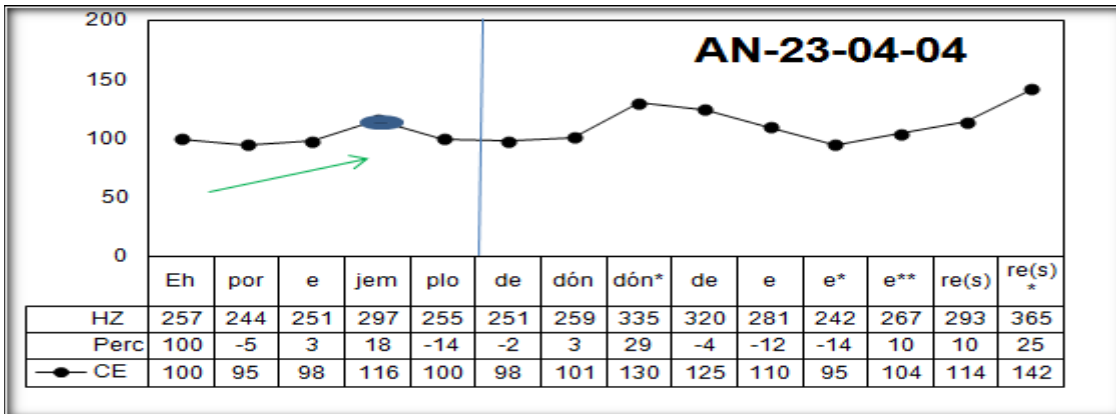 200
AN-23-04-04
150
100
50
0
Eh por e jem plo de dón dón* de e e* e** re(s) re(s)*
HZ 257 244 251 297 255 251 259 335 320 281 242 267 293 365
Perc 100 -5 3 18 -14 -2 3 29 -4 -12 -14 10 10 25
CE 100 95 98 116 100 98 101 130 125 110 95 104 114 142